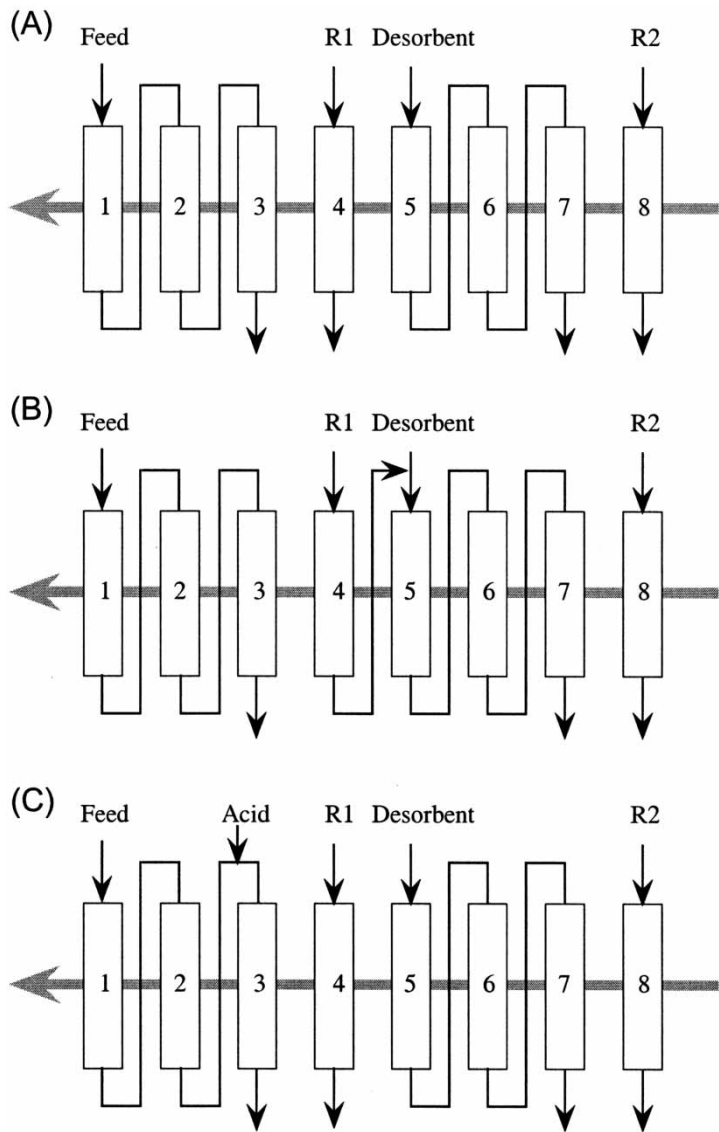 (A)
Feed R1 Desorbent R2
1 2 3 4 5 6 7 8
(B)
Feed R1 Desorbent R2
1 2 3 4 5 6 7 8
(C)
Feed Acid R1 Desorbent R2
1 2 3 4 5 6 7 8